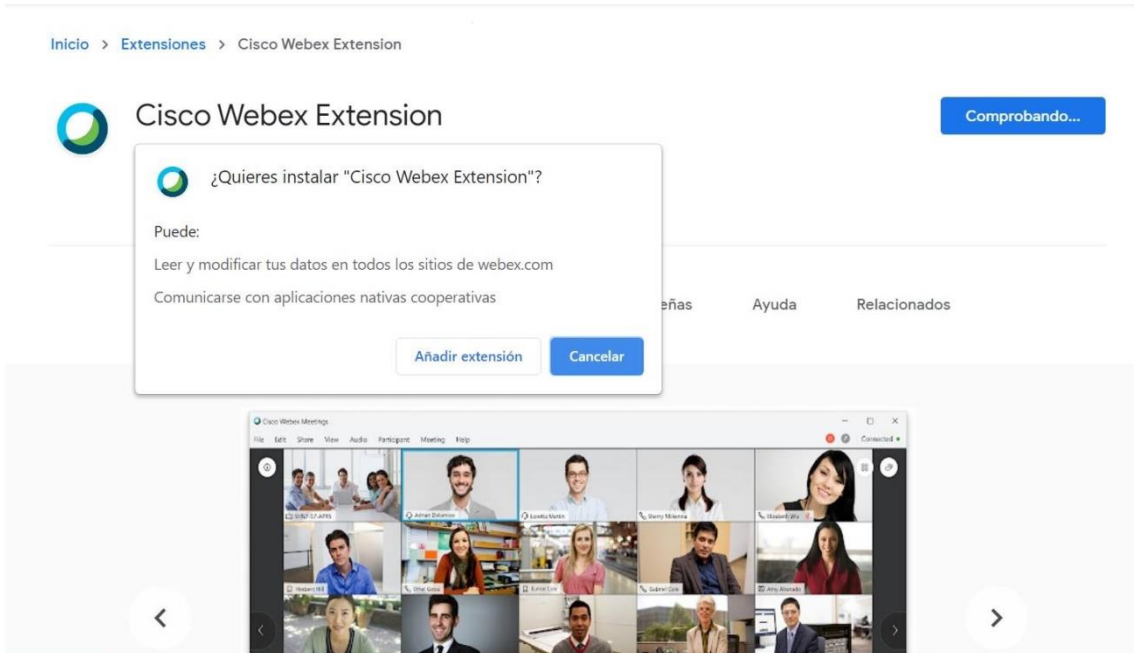 Inicio > Extensiones > Cisco Webex Extension
Cisco Webex Extension
Comprobando...
¿Quieres instalar "Cisco Webex Extension"?
Puede:
Leer y modificar tus datos en todos los sitios de webex.com
Comunicarse con aplicaciones nativas cooperativas
Añadir extensión
Cancelar
eñas
Ayuda
Relacionados
Cisco Webex Meetings
File Edit Share View Audio Participant Meeting Help
Connected